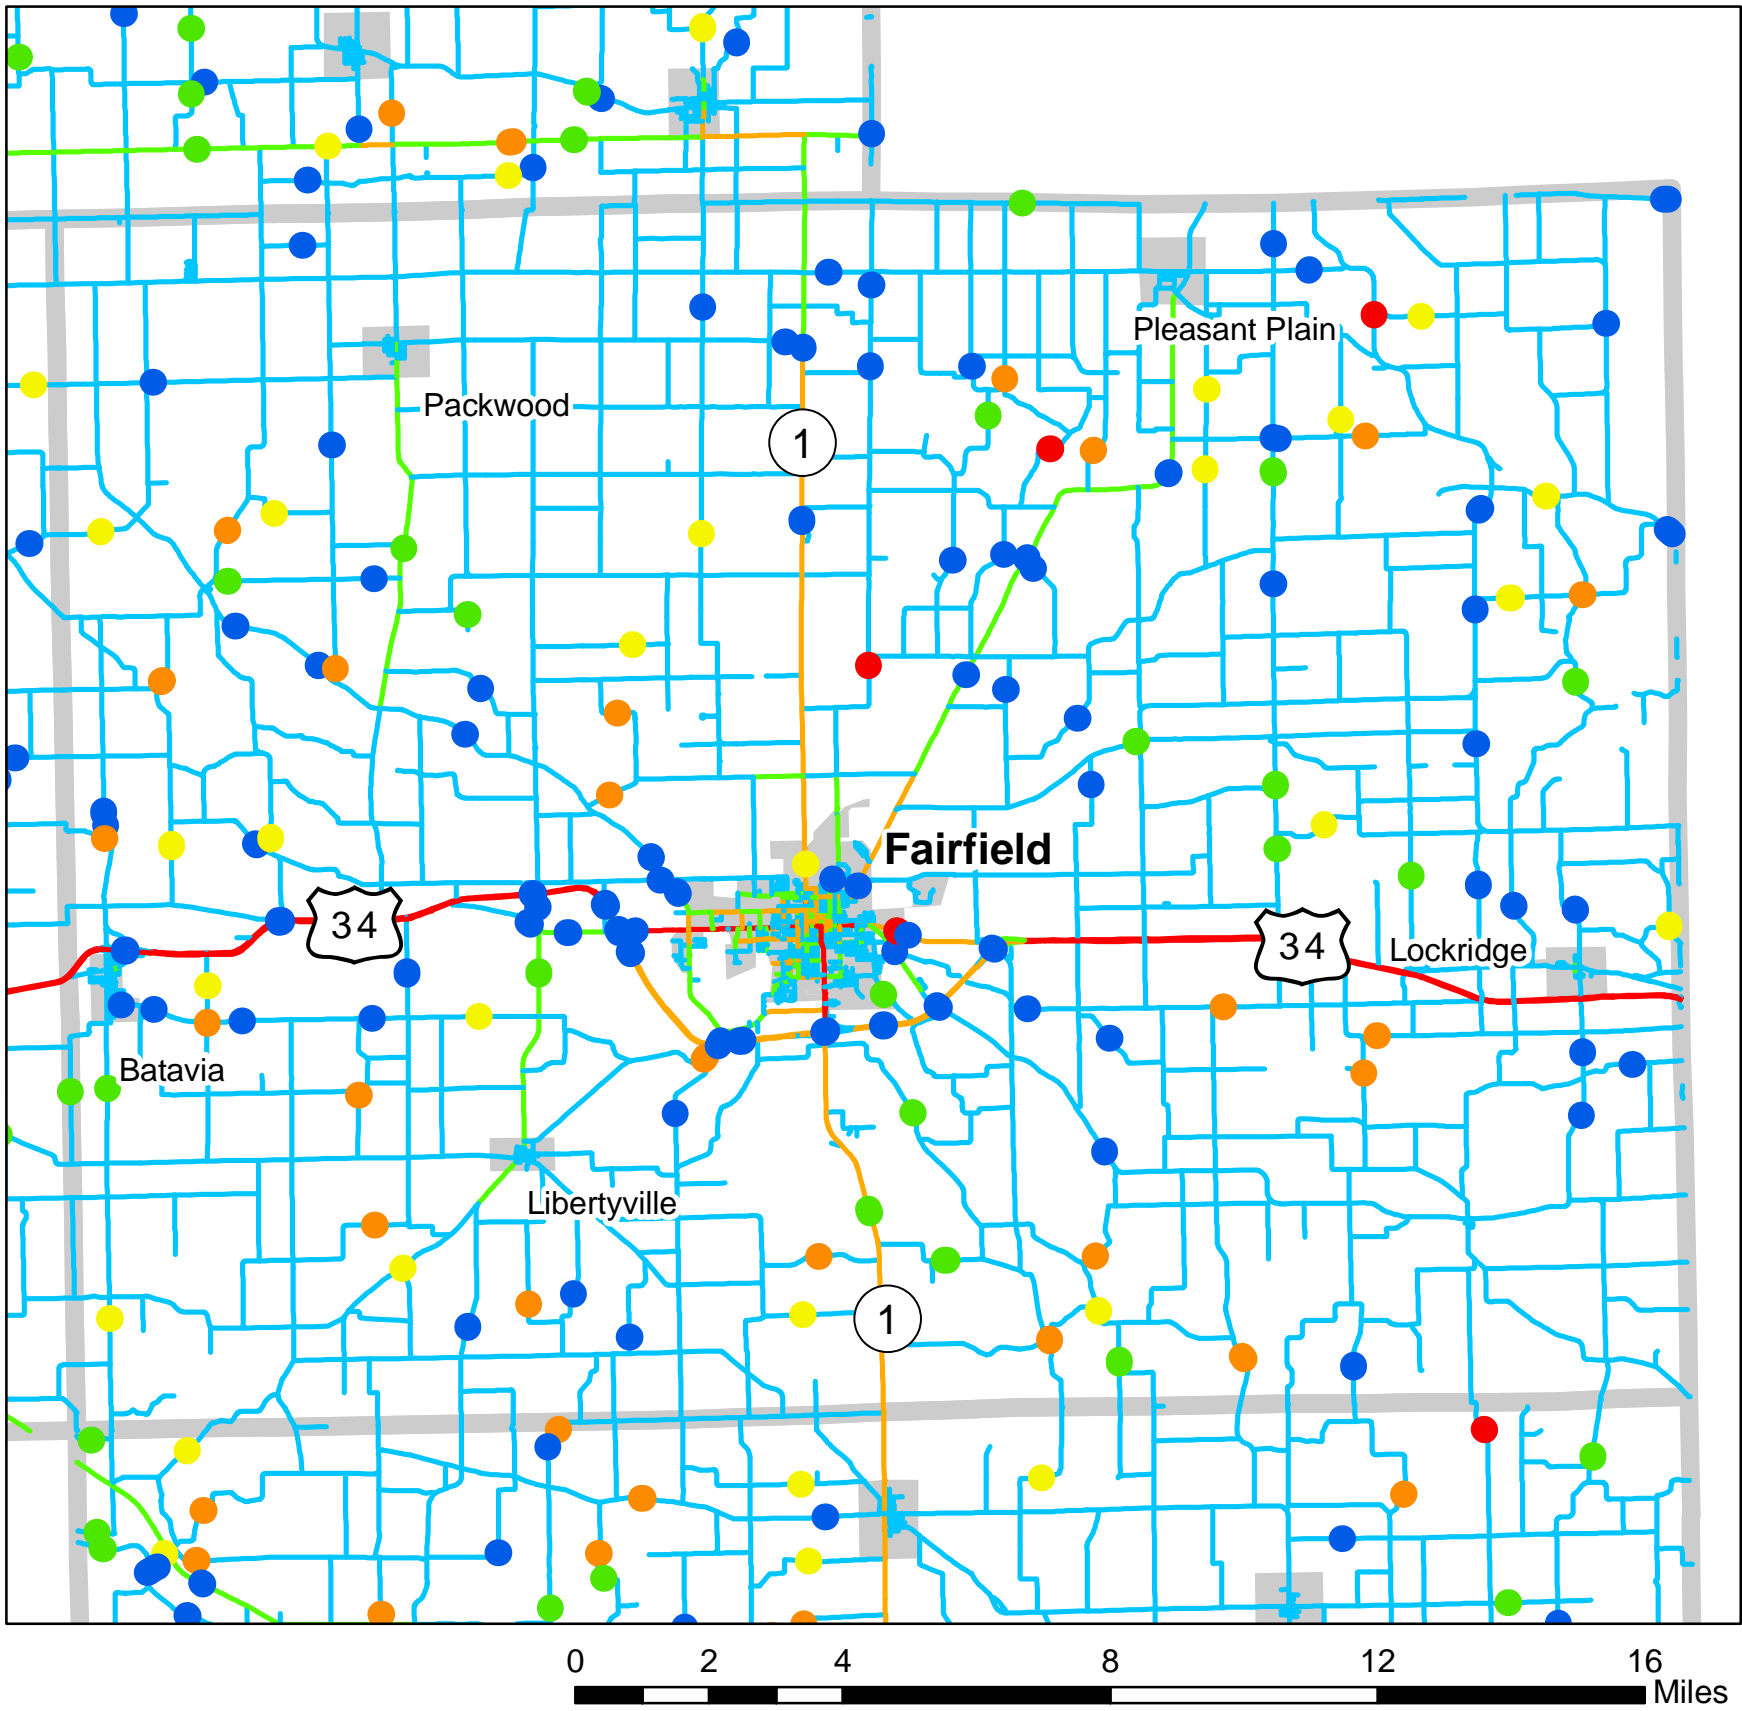 Pleasant Plain
Packwood
1
Fairfield
34
34
Lockridge
Batavia
Libertyville
1
0 2 4 8 12 16
Miles